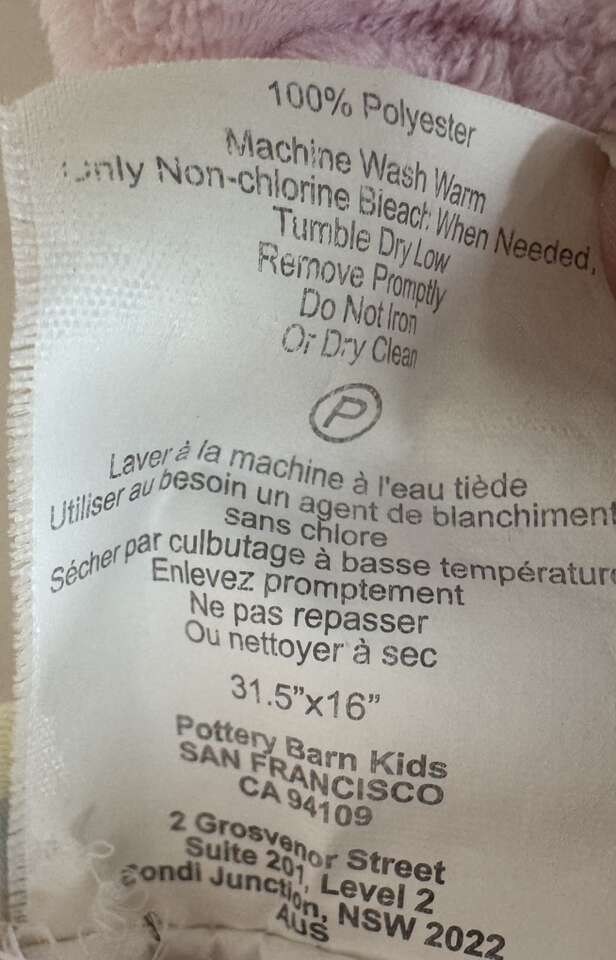 100% Polyester
Machine Wash Warm
Only Non-chlorine Bleach When Needed,
Tumble Dry Low
Remove Promptly
Do Not Iron
Or Dry Clean
P
Laver à la machine à l'eau tiède
Utiliser au besoin un agent de blanchiment
sans chlore
Sécher par culbutage à basse température
Enlevez promptement
Ne pas repasser
Ou nettoyer à sec
31.5”x16”
Pottery Barn Kids
SAN FRANCISCO
CA 94109
2 Grosvenor Street
Suite 201, Level 2
Bondi Junction, NSW 2022
AUS